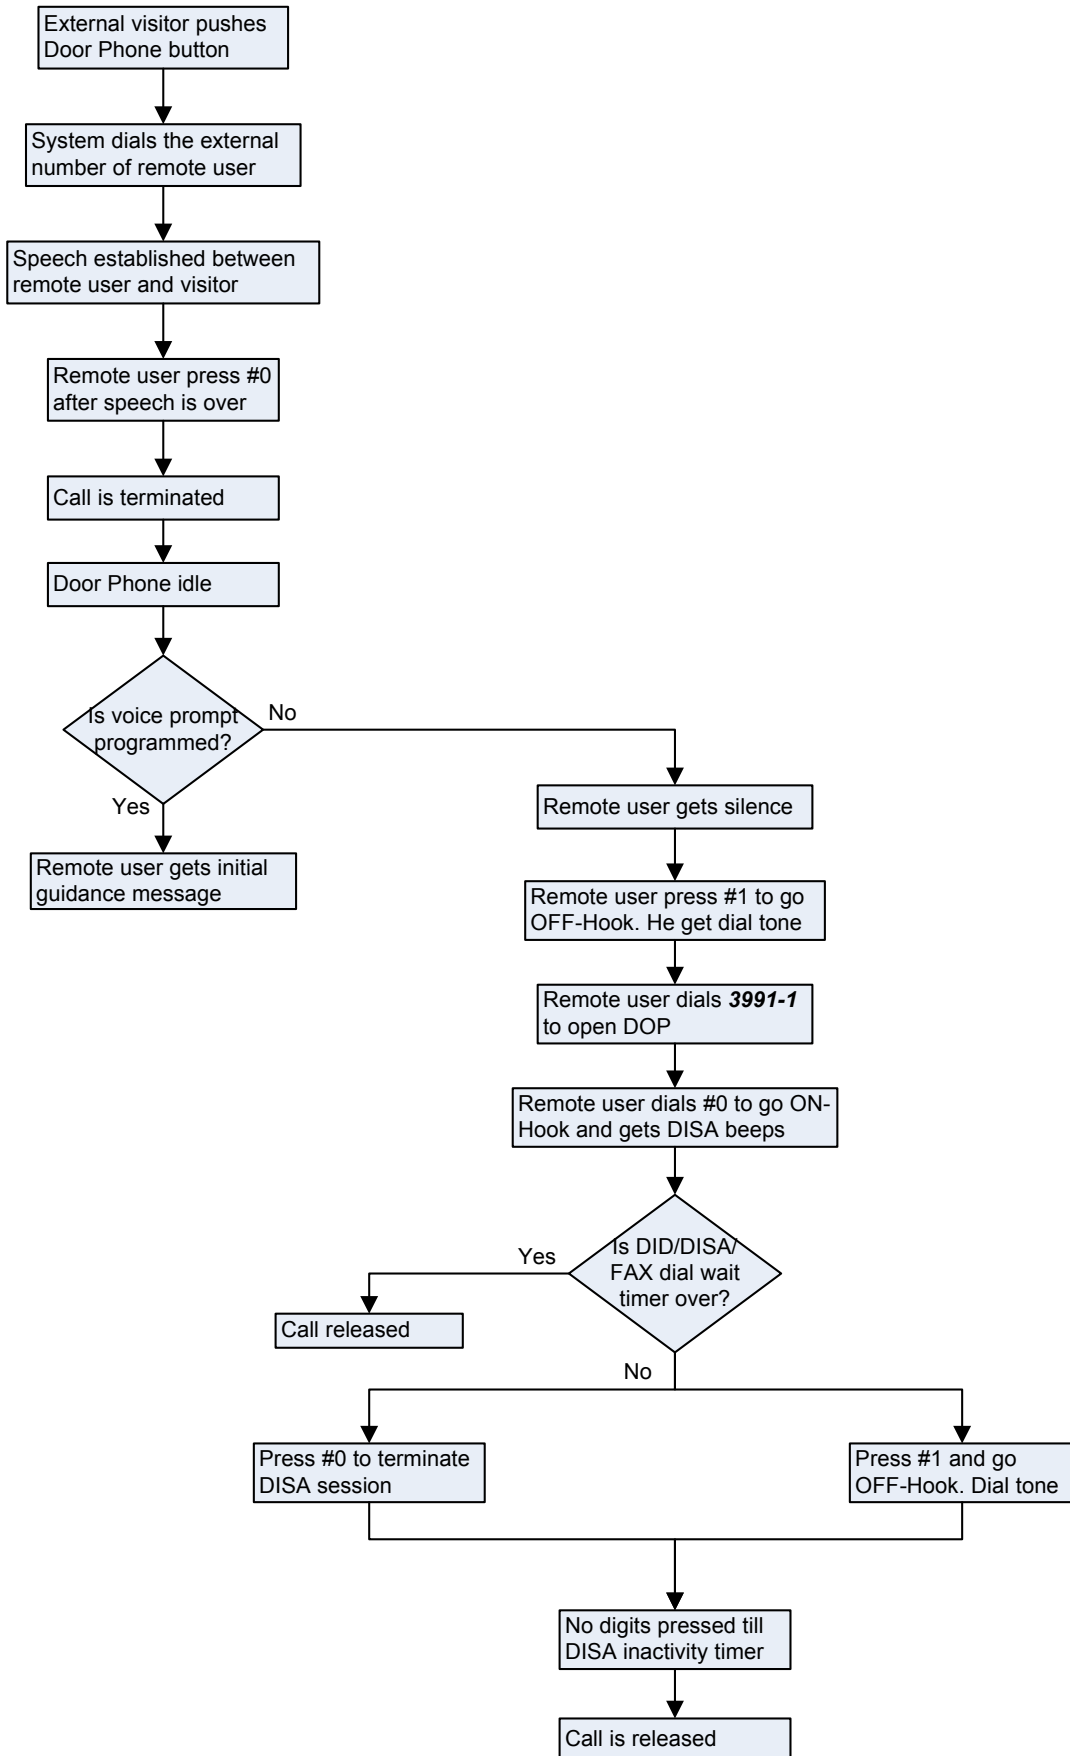 External visitor pushes
Door Phone button
System dials the external
number of remote user
Speech established between
remote user and visitor
Remote user press #0
after speech is over
Call is terminated
Door Phone idle
Is voice prompt
programmed?
No
Yes
Remote user gets silence
Remote user gets initial
guidance message
Remote user press #1 to go
OFF-Hook. He get dial tone
Remote user dials 3991-1
to open DOP
Remote user dials #0 to go ON-
Hook and gets DISA beeps
Is DID/DISA/
FAX dial wait
timer over?
Yes
Call released
No
Press #0 to terminate
DISA session
Press #1 and go
OFF-Hook. Dial tone
No digits pressed till
DISA inactivity timer
Call is released